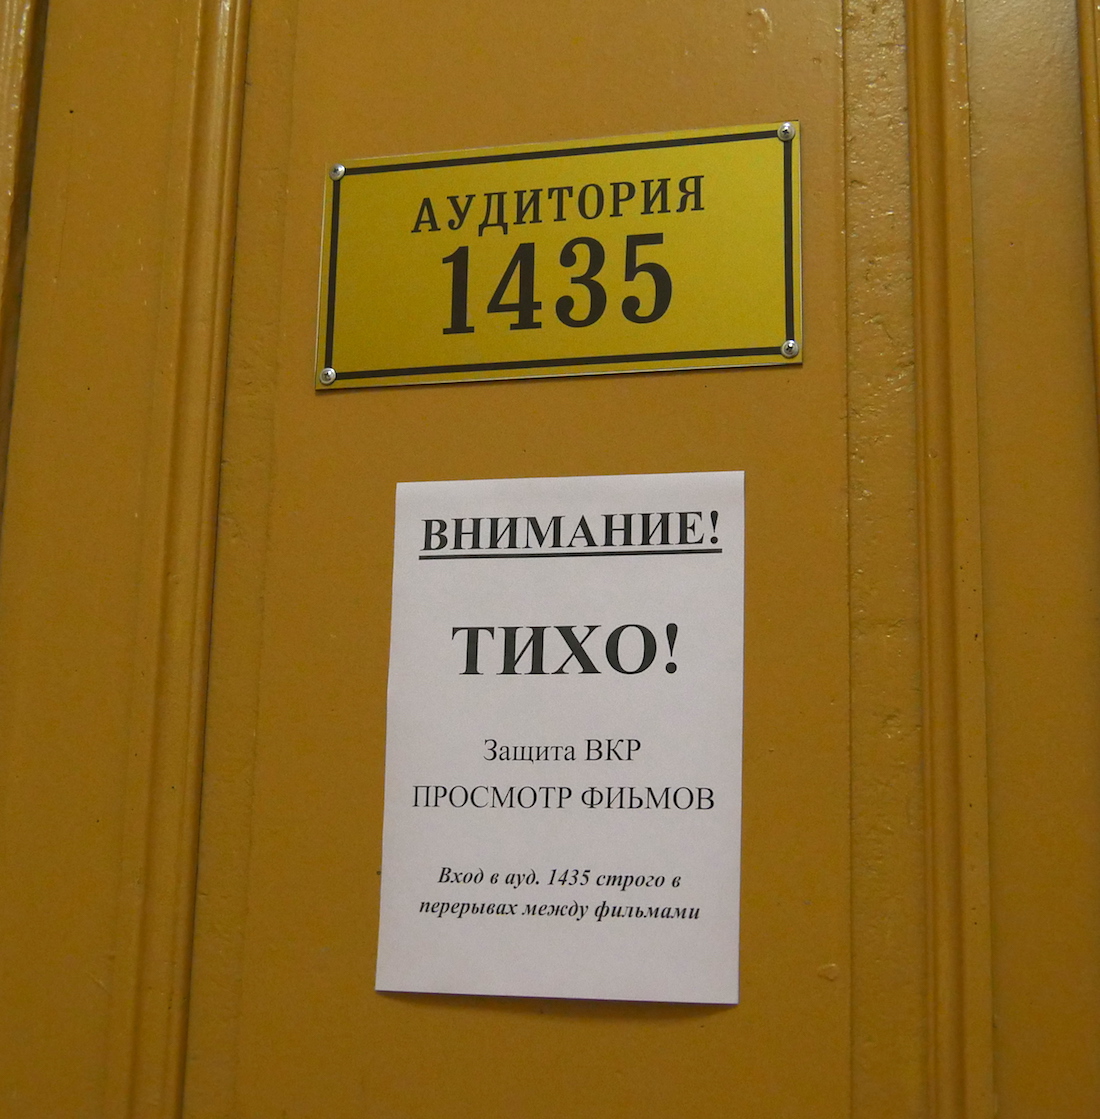 АУДИТОРИЯ
1435
ВНИМАНИЕ!
ТИХО!
Защита ВКР
ПРОСМОТР ФИЬМОВ
Вход в ауд. 1435 строго в
перерывах между фильмами